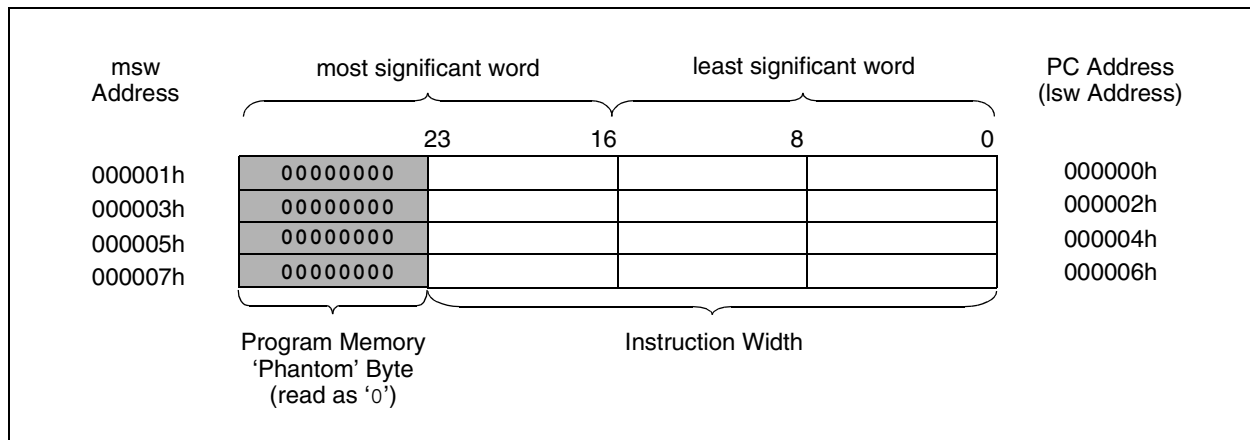 msw
Address
most significant word
least significant word
PC Address
(lsw Address)
23 16 8 0
000001h 00000000 000000h
000003h 00000000 000002h
000005h 00000000 000004h
000007h 00000000 000006h
Program Memory
‘Phantom’ Byte
(read as ‘0’)
Instruction Width